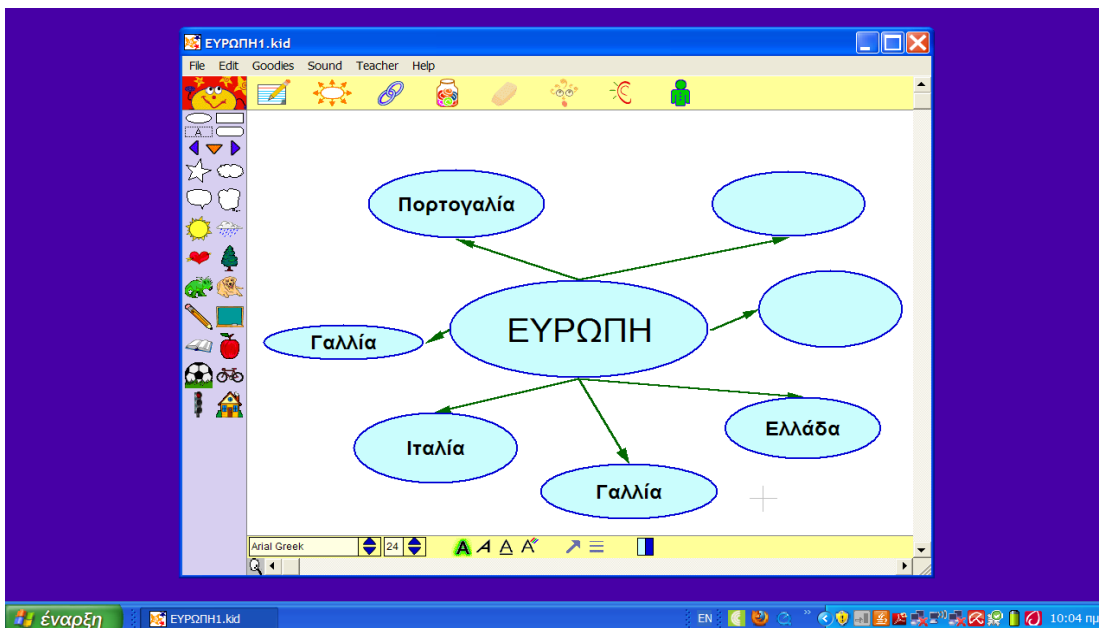 ΕΥΡΩΠΗ1.kid
File Edit Goodies Sound Teacher Help
A
Πορτογαλία
ΕΥΡΩΠΗ
Γαλλία
Ιταλία
Ελλάδα
Γαλλία
Arial Greek 24 A A A A
έναρξη ΕΥΡΩΠΗ1.kid EN 10:04 πμ